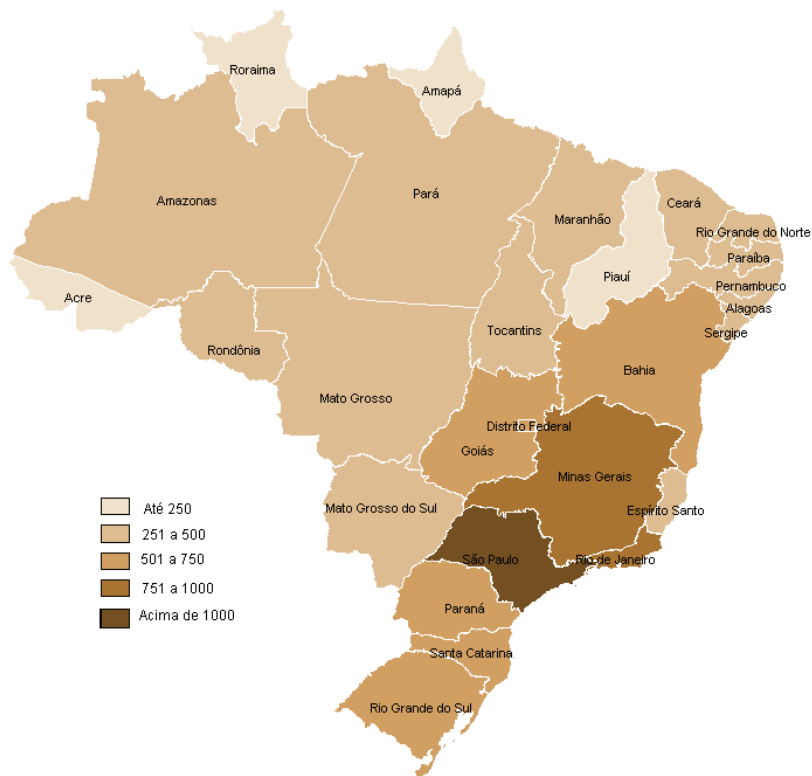 Roraima
Amapá
Amazonas
Pará
Maranhão
Ceará
Rio Grande do Norte
Paraíba
Piauí
Pernambuco
Acre
Alagoas
Tocantins
Sergipe
Rondônia
Bahia
Mato Grosso
Distrito Federal
Goiás
Minas Gerais
Mato Grosso do Sul
Espírito Santo
São Paulo
Rio de Janeiro
Paraná
Santa Catarina
Rio Grande do Sul
Até 250
251 a 500
501 a 750
751 a 1000
Acima de 1000